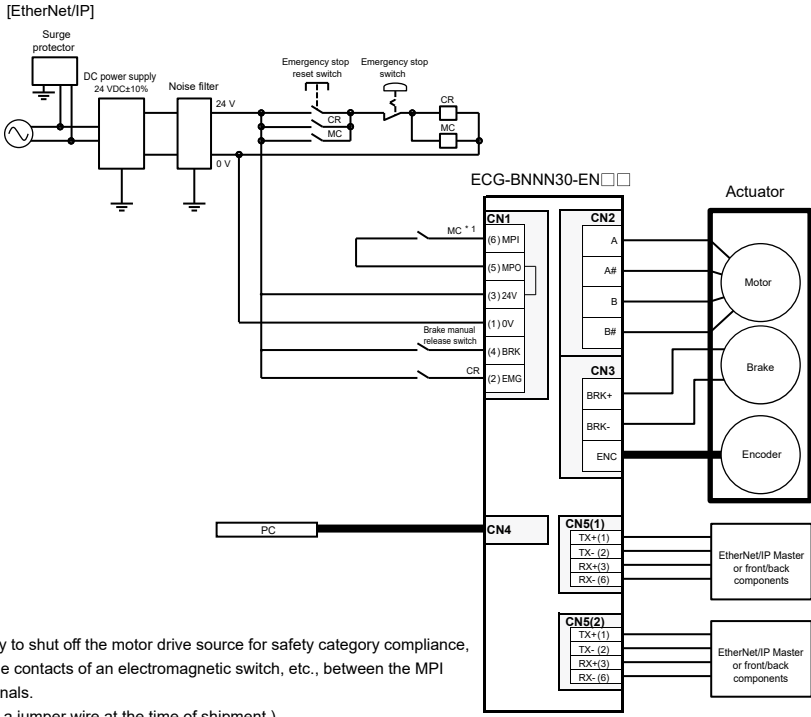 [EtherNet/IP]
Surge
protector
DC power supply
24 VDC±10%
Noise filter
24 V
0 V
Emergency stop
reset switch
Emergency stop
switch
CR
MC
CR
MC
ECG-BNNN30-EN□□
Actuator
CN1
MC * 1
(6) MPI
(5) MPO
(3) 24V
(1) 0V
Brake manual
release switch
(4) BRK
CR
(2) EMG
CN2
A
A#
B
B#
Motor
CN3
BRK+
BRK-
ENC
Brake
Encoder
PC
CN4
CN5(1)
TX+(1)
TX- (2)
RX+(3)
RX- (6)
EtherNet/IP Master
or front/back
components
CN5(2)
TX+(1)
TX- (2)
RX+(3)
RX- (6)
EtherNet/IP Master
or front/back
components
y to shut off the motor drive source for safety category compliance,
e contacts of an electromagnetic switch, etc., between the MPI
nals.
a jumper wire at the time of shipment.)